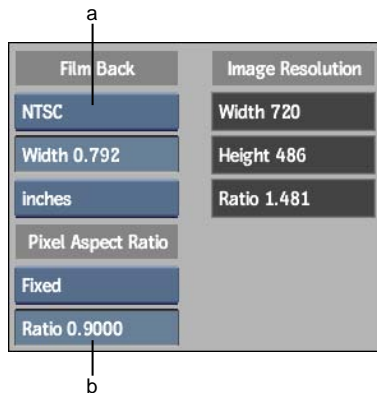 a
Film Back
NTSC
Width 0.792
inches
Pixel Aspect Ratio
Fixed
Ratio 0.9000
Image Resolution
Width 720
Height 486
Ratio 1.481
b